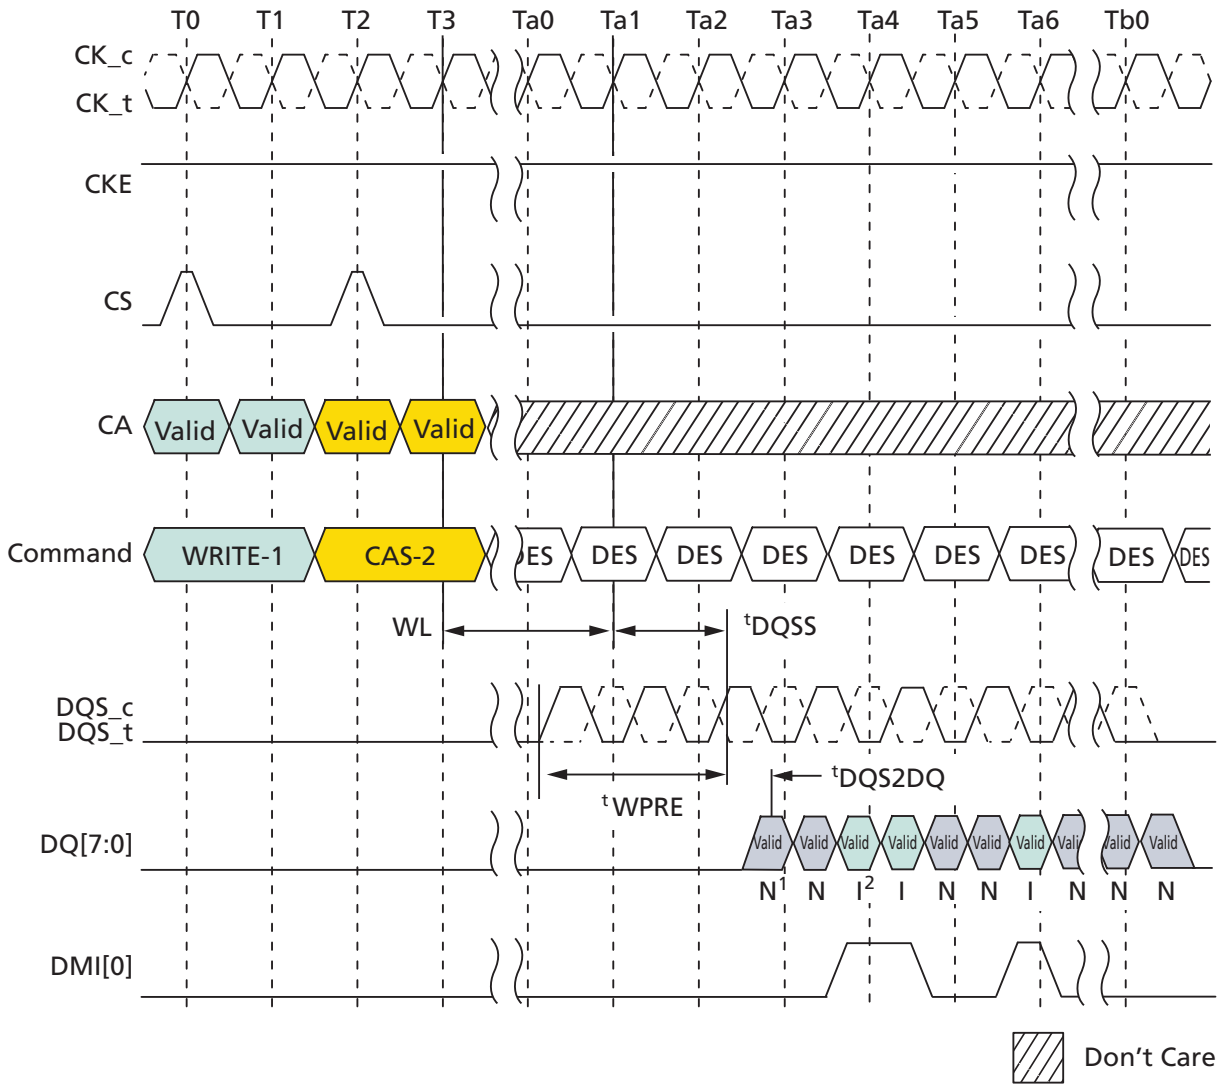 T0 T1 T2 T3 Ta0 Ta1 Ta2 Ta3 Ta4 Ta5 Ta6 Tb0
CK_c
CK_t
CKE
CS
CA Valid Valid Valid Valid
Command WRITE-1 CAS-2 DES DES DES DES DES DES DES DES DES
WL tDQSS
DQS_c
DQS_t
tDQS2DQ
tWPRE
DQ[7:0] Valid Valid Valid Valid Valid Valid Valid Vali Valid Valid
N1 N I2 I N N I N N N
DMI[0]
Don't Care